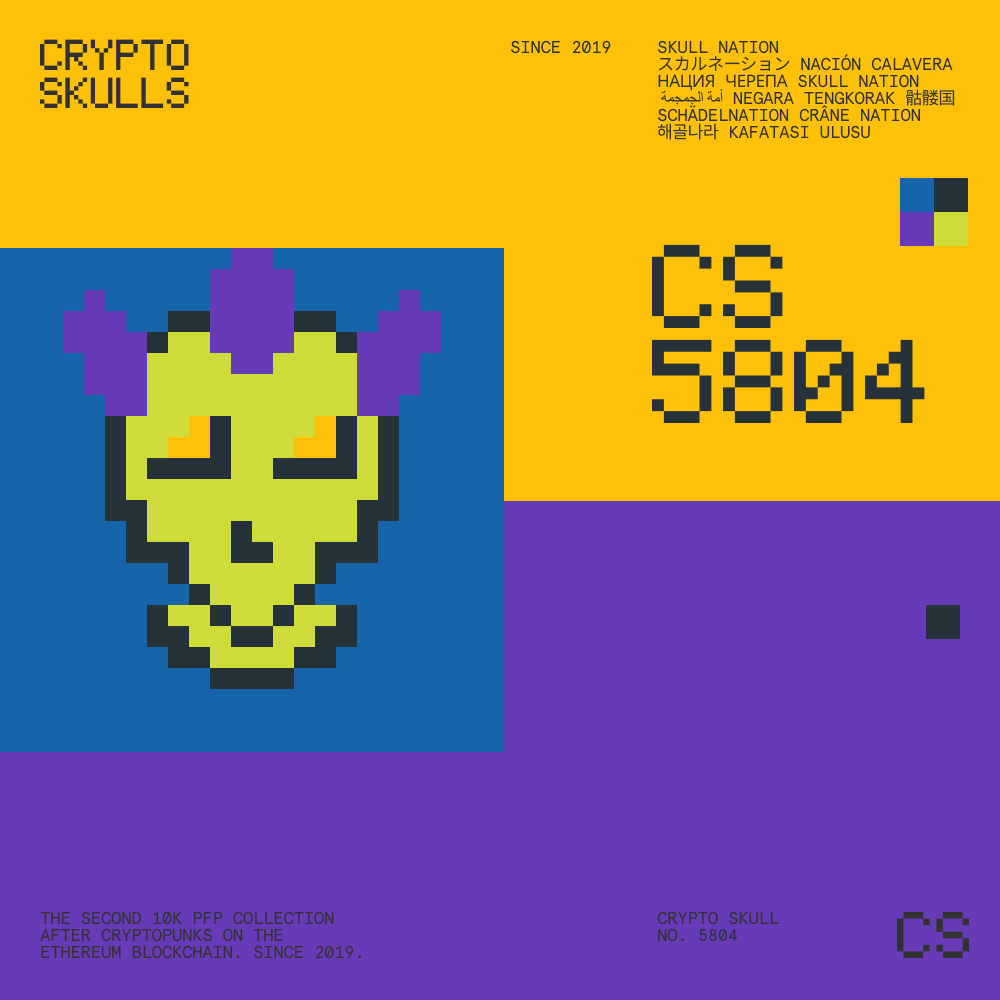 CRYPTO
SKULLS
SINCE 2019
SKULL NATION
スカルネーション NACIÓN CALAVERA
НАЦИЯ ЧЕРЕПА SKULL NATION
أمة الجمجمة NEGARA TENGKORAK 骷髅国
SCHÄDELNATION CRÂNE NATION
해골나라 KAFATASI ULUSU
CS
5804
THE SECOND 10K PFP COLLECTION
AFTER CRYPTOPUNKS ON THE
ETHEREUM BLOCKCHAIN. SINCE 2019.
CRYPTO SKULL
NO. 5804
CS